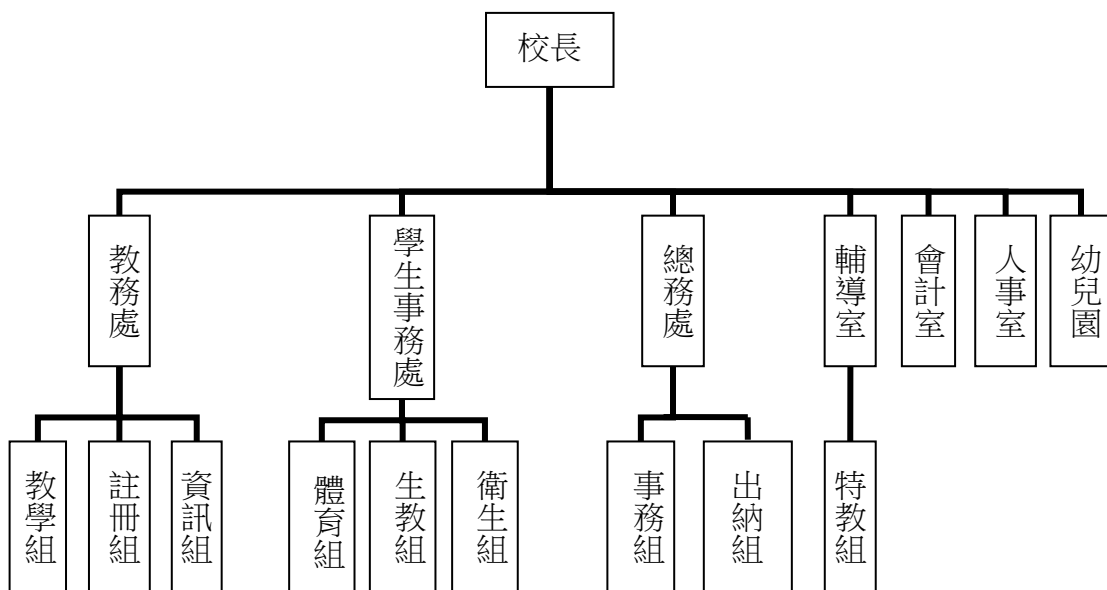 校長
教務處
學生事務處
總務處
輔導室
會計室
人事室
幼兒園
教學組
註冊組
資訊組
體育組
生教組
衛生組
事務組
出納組
特教組